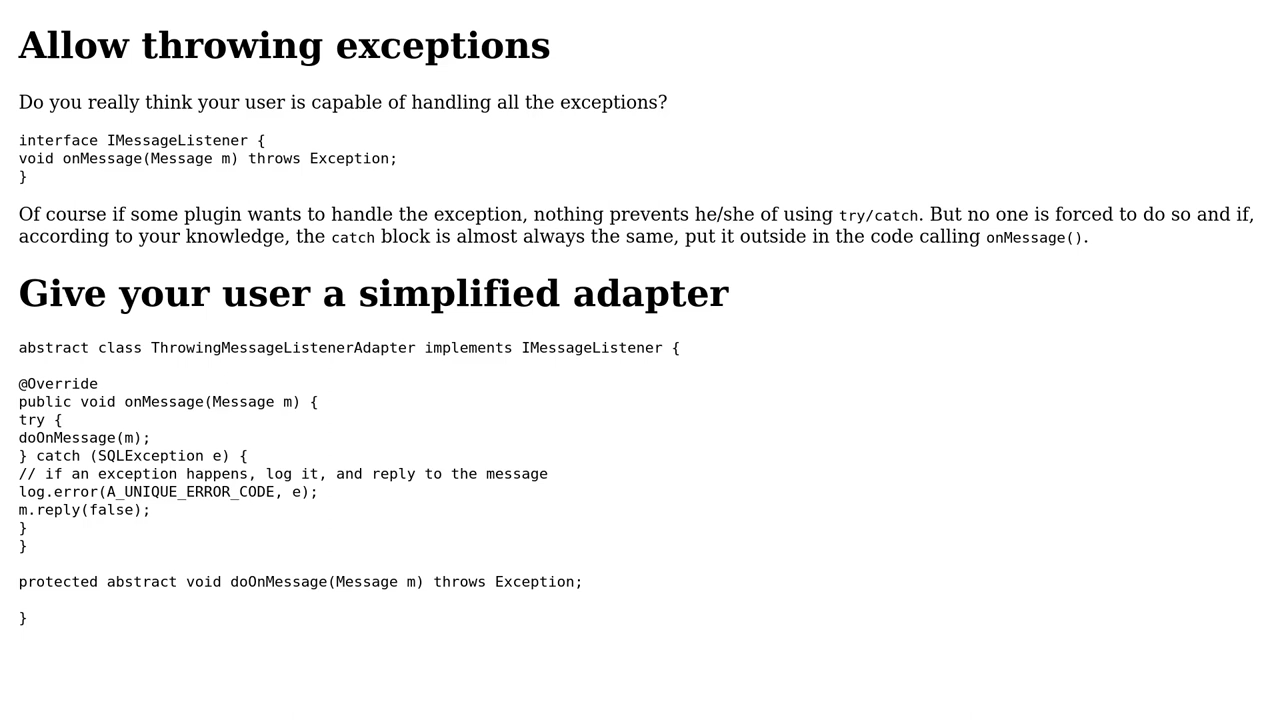 Allow throwing exceptions
Do you really think your user is capable of handling all the exceptions?
interface IMessageListener {
void onMessage(Message m) throws Exception;
}
Of course if some plugin wants to handle the exception, nothing prevents he/she of using try/catch. But no one is forced to do so and if,
according to your knowledge, the catch block is almost always the same, put it outside in the code calling onMessage().
Give your user a simplified adapter
abstract class ThrowingMessageListenerAdapter implements IMessageListener {
@Override
public void onMessage(Message m) {
try {
doOnMessage(m);
} catch (SQLException e) {
// if an exception happens, log it, and reply to the message
log.error(A_UNIQUE_ERROR_CODE, e);
m.reply(false);
}
}
protected abstract void doOnMessage(Message m) throws Exception;
}